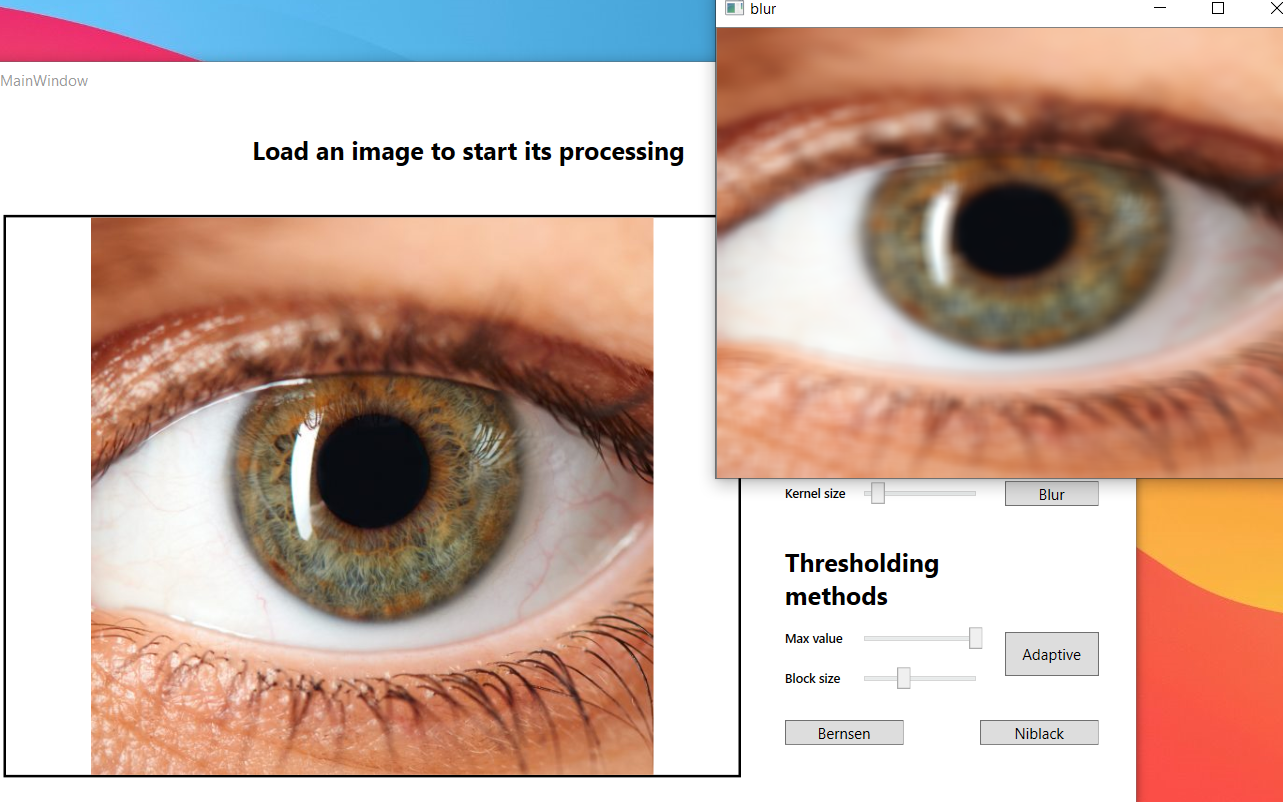 blur
MainWindow
Load an image to start its processing
Kernel size
Blur
Thresholding
methods
Max value
Adaptive
Block size
Bernsen
Niblack